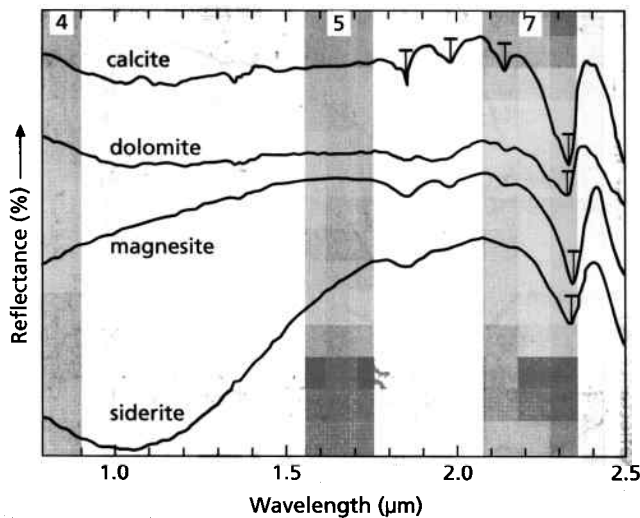 4 5 7
calcite
dolomite
magnesite
siderite
Reflectance (%)
1.0 1.5 2.0 2.5
Wavelength (μm)